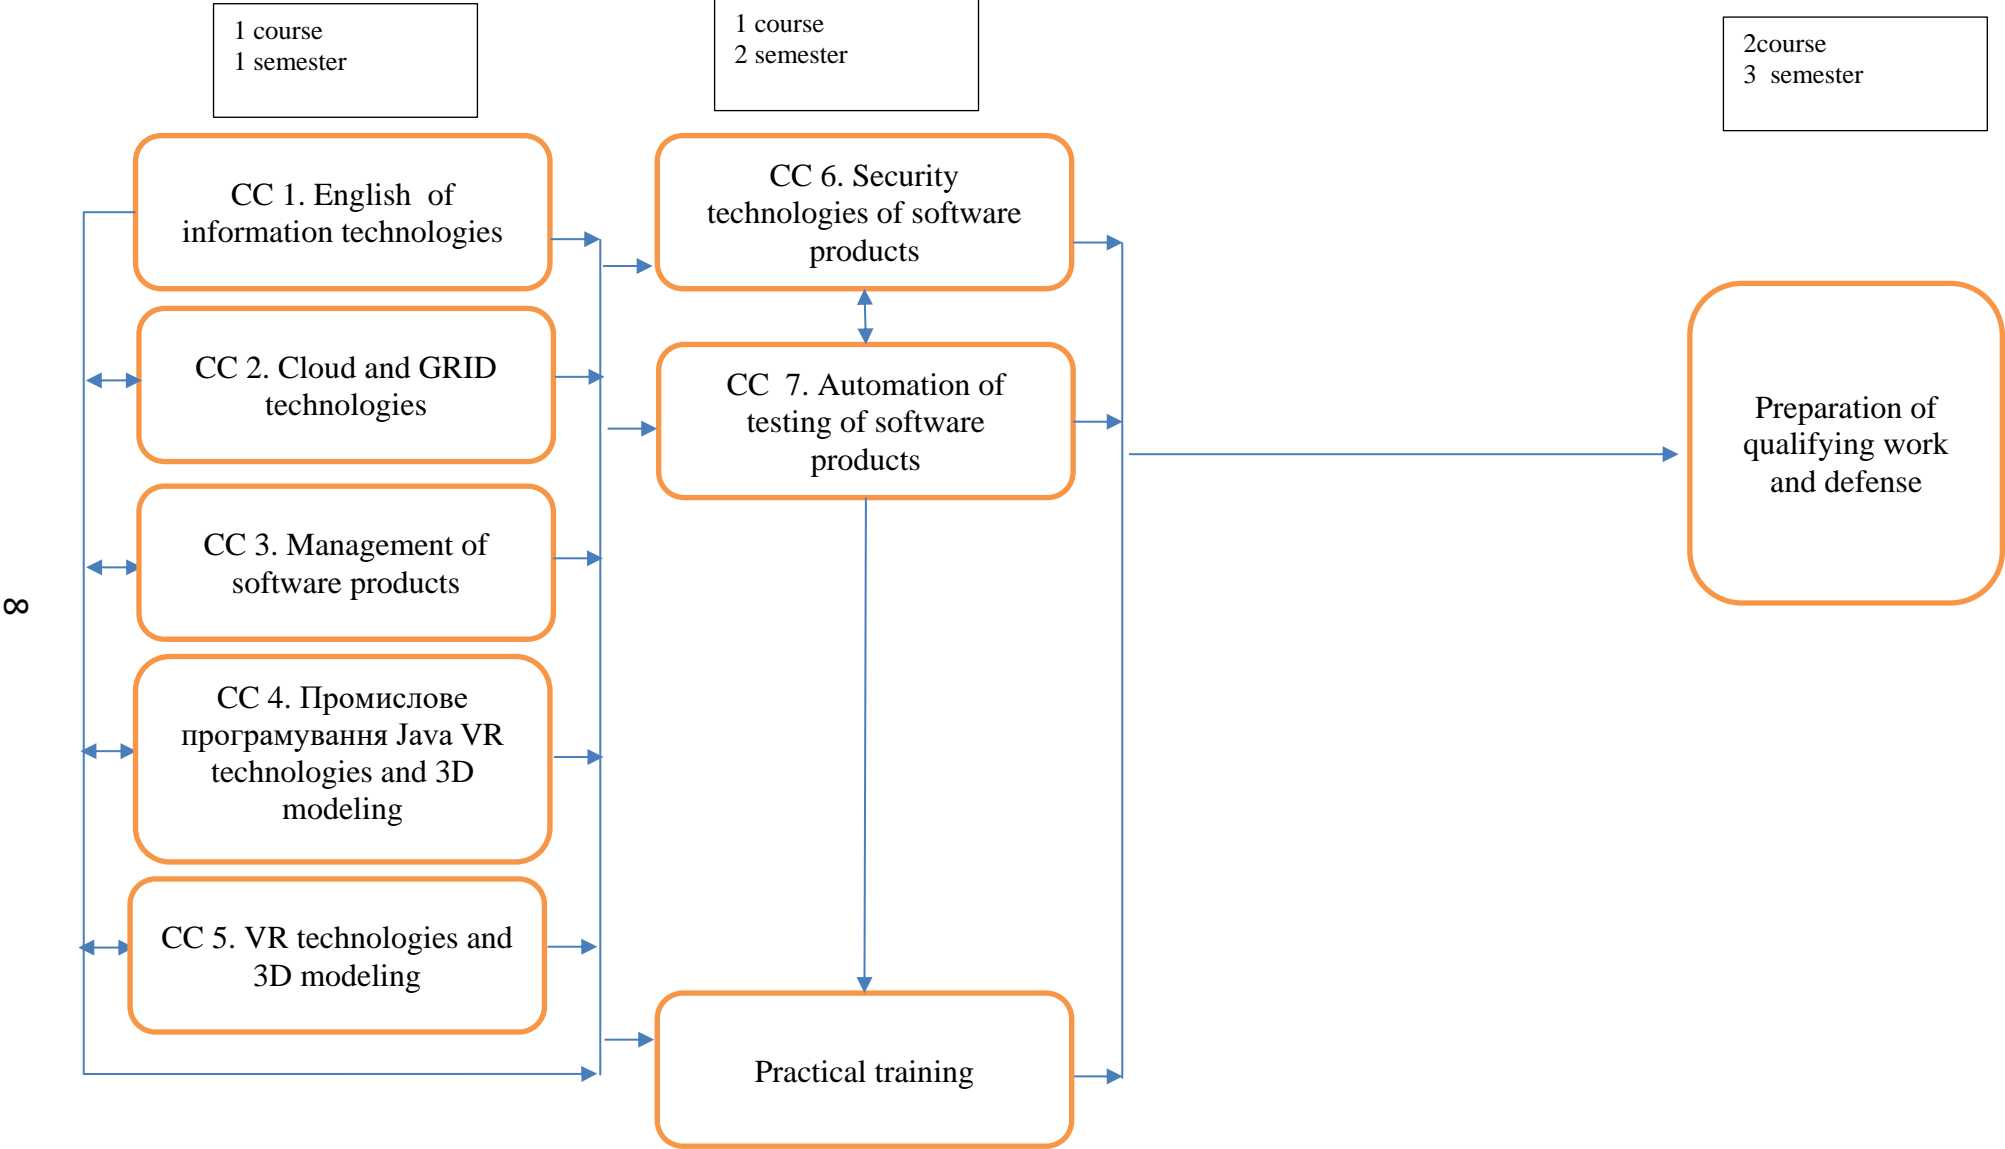 1 course
1 semester
1 course
2 semester
2course
3  semester
CC 1. English  of
information technologies
CC 2. Cloud and GRID
technologies
CC 3. Management of
software products
CC 4. Промислове
програмування Java VR
technologies and 3D
modeling
CC 5. VR technologies and
3D modeling
CC 6. Security
technologies of software
products
CC  7. Automation of
testing of software
products
Practical training
Preparation of
qualifying work
and defense
8